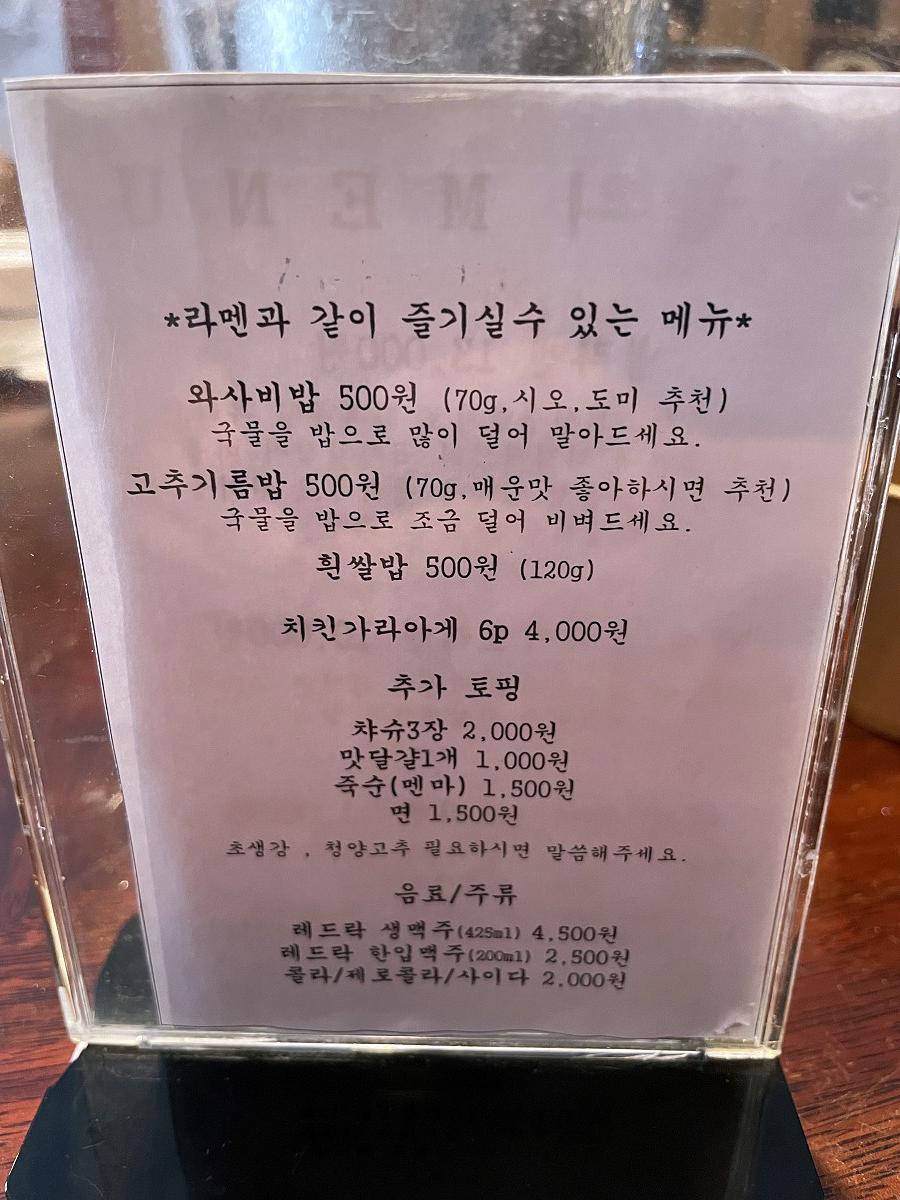 *라멘과 같이 즐기실수 있는 메뉴*
와사비밥 500원 (70g,시오,도미 추천)
국물을 밥으로 많이 덜어 말아드세요.
고추기름밥 500원 (70g,매운맛 좋아하시면 추천)
국물을 밥으로 조금 덜어 비벼드세요.
흰쌀밥 500원 (120g)
치킨가라아게 6p 4,000원
추가 토핑
챠슈3장 2,000원
맛달걀1개 1,000원
죽순(멘마) 1,500원
면 1,500원
초생강 , 청양고추 필요하시면 말씀해주세요.
음료/주류
레드락 생맥주(425ml) 4,500원
레드락 한입맥주(200ml) 2,500원
콜라/제로콜라/사이다 2,000원